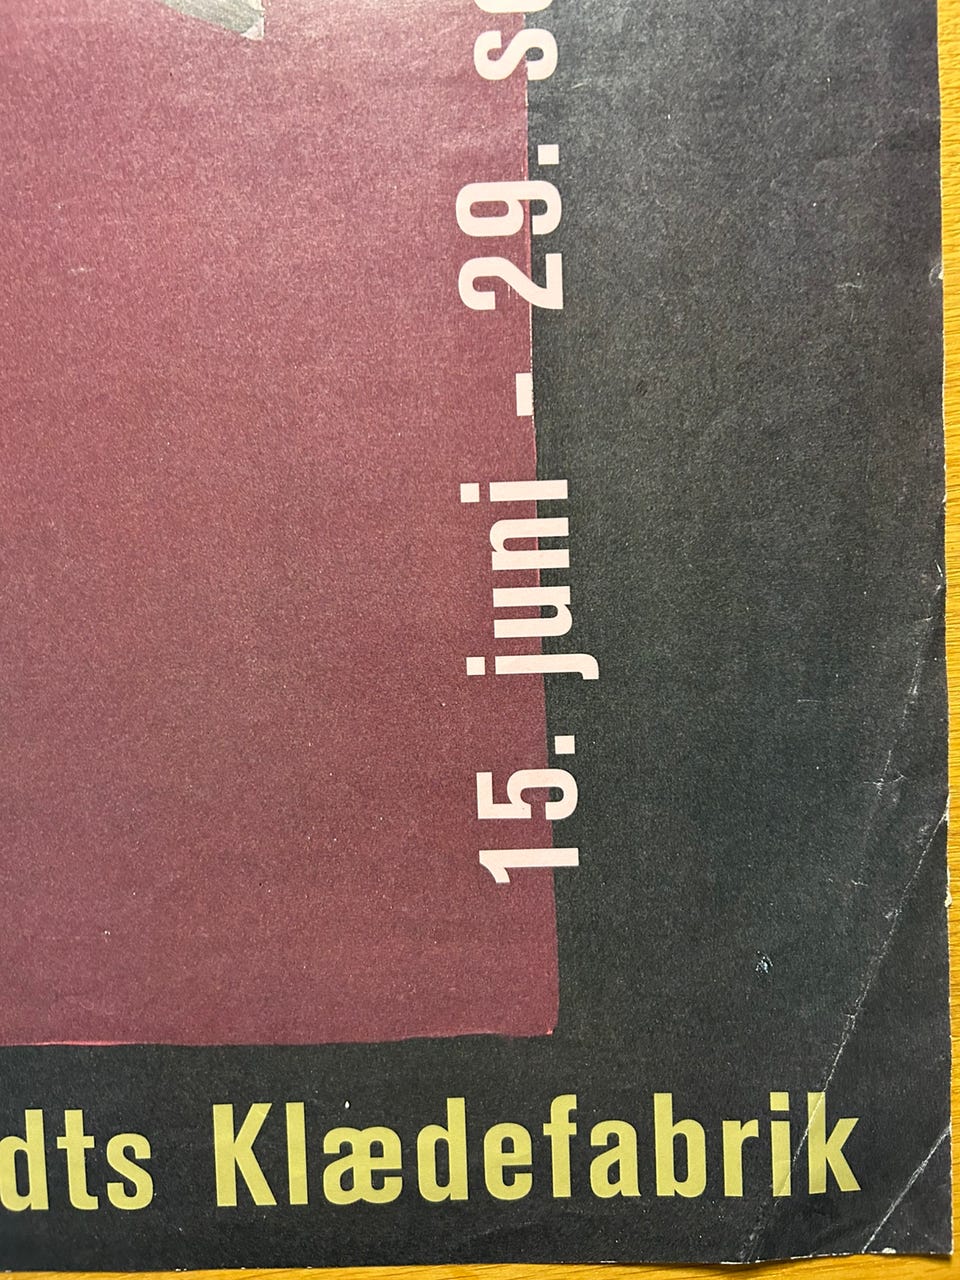 15. juni - 29. s
dts Klædefabrik